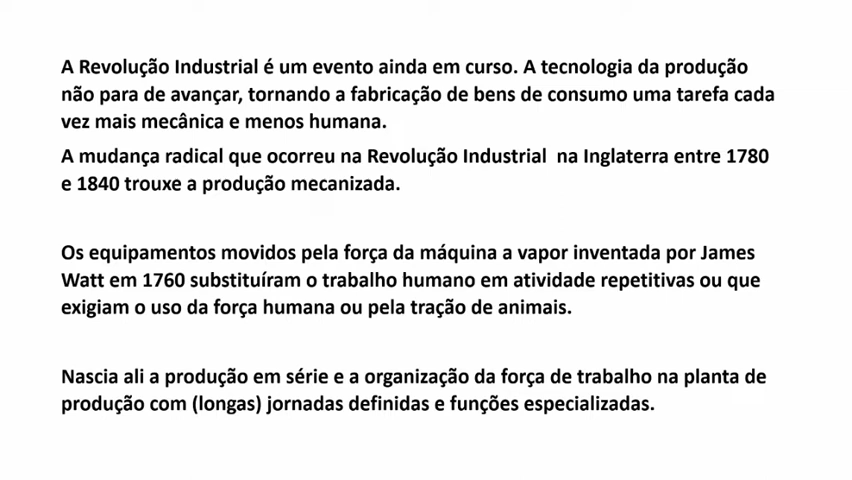 A Revolução Industrial é um evento ainda em curso. A tecnologia da produção
não para de avançar, tornando a fabricação de bens de consumo uma tarefa cada
vez mais mecânica e menos humana.
A mudança radical que ocorreu na Revolução Industrial na Inglaterra entre 1780
e 1840 trouxe a produção mecanizada.
Os equipamentos movidos pela força da máquina a vapor inventada por James
Watt em 1760 substituíram o trabalho humano em atividade repetitivas ou que
exigiam o uso da força humana ou pela tração de animais.
Nascia ali a produção em série e a organização da força de trabalho na planta de
produção com (longas) jornadas definidas e funções especializadas.